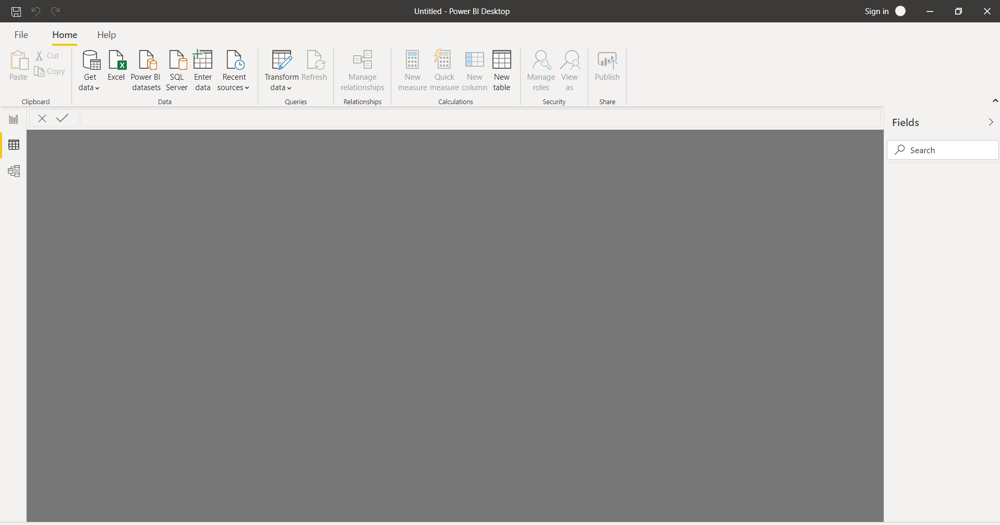 Untitled - Power BI Desktop
Sign in
File
Home
Help
Paste
Cut
Copy
Clipboard
Get
data
Excel
Power BI
datasets
SQL
Server
Enter
data
Recent
sources
Data
Transform
data
Refresh
Queries
Manage
relationships
Relationships
New
measure
Quick
measure
New
column
New
table
Calculations
Manage
roles
View
as
Security
Publish
Share
Fields
Search